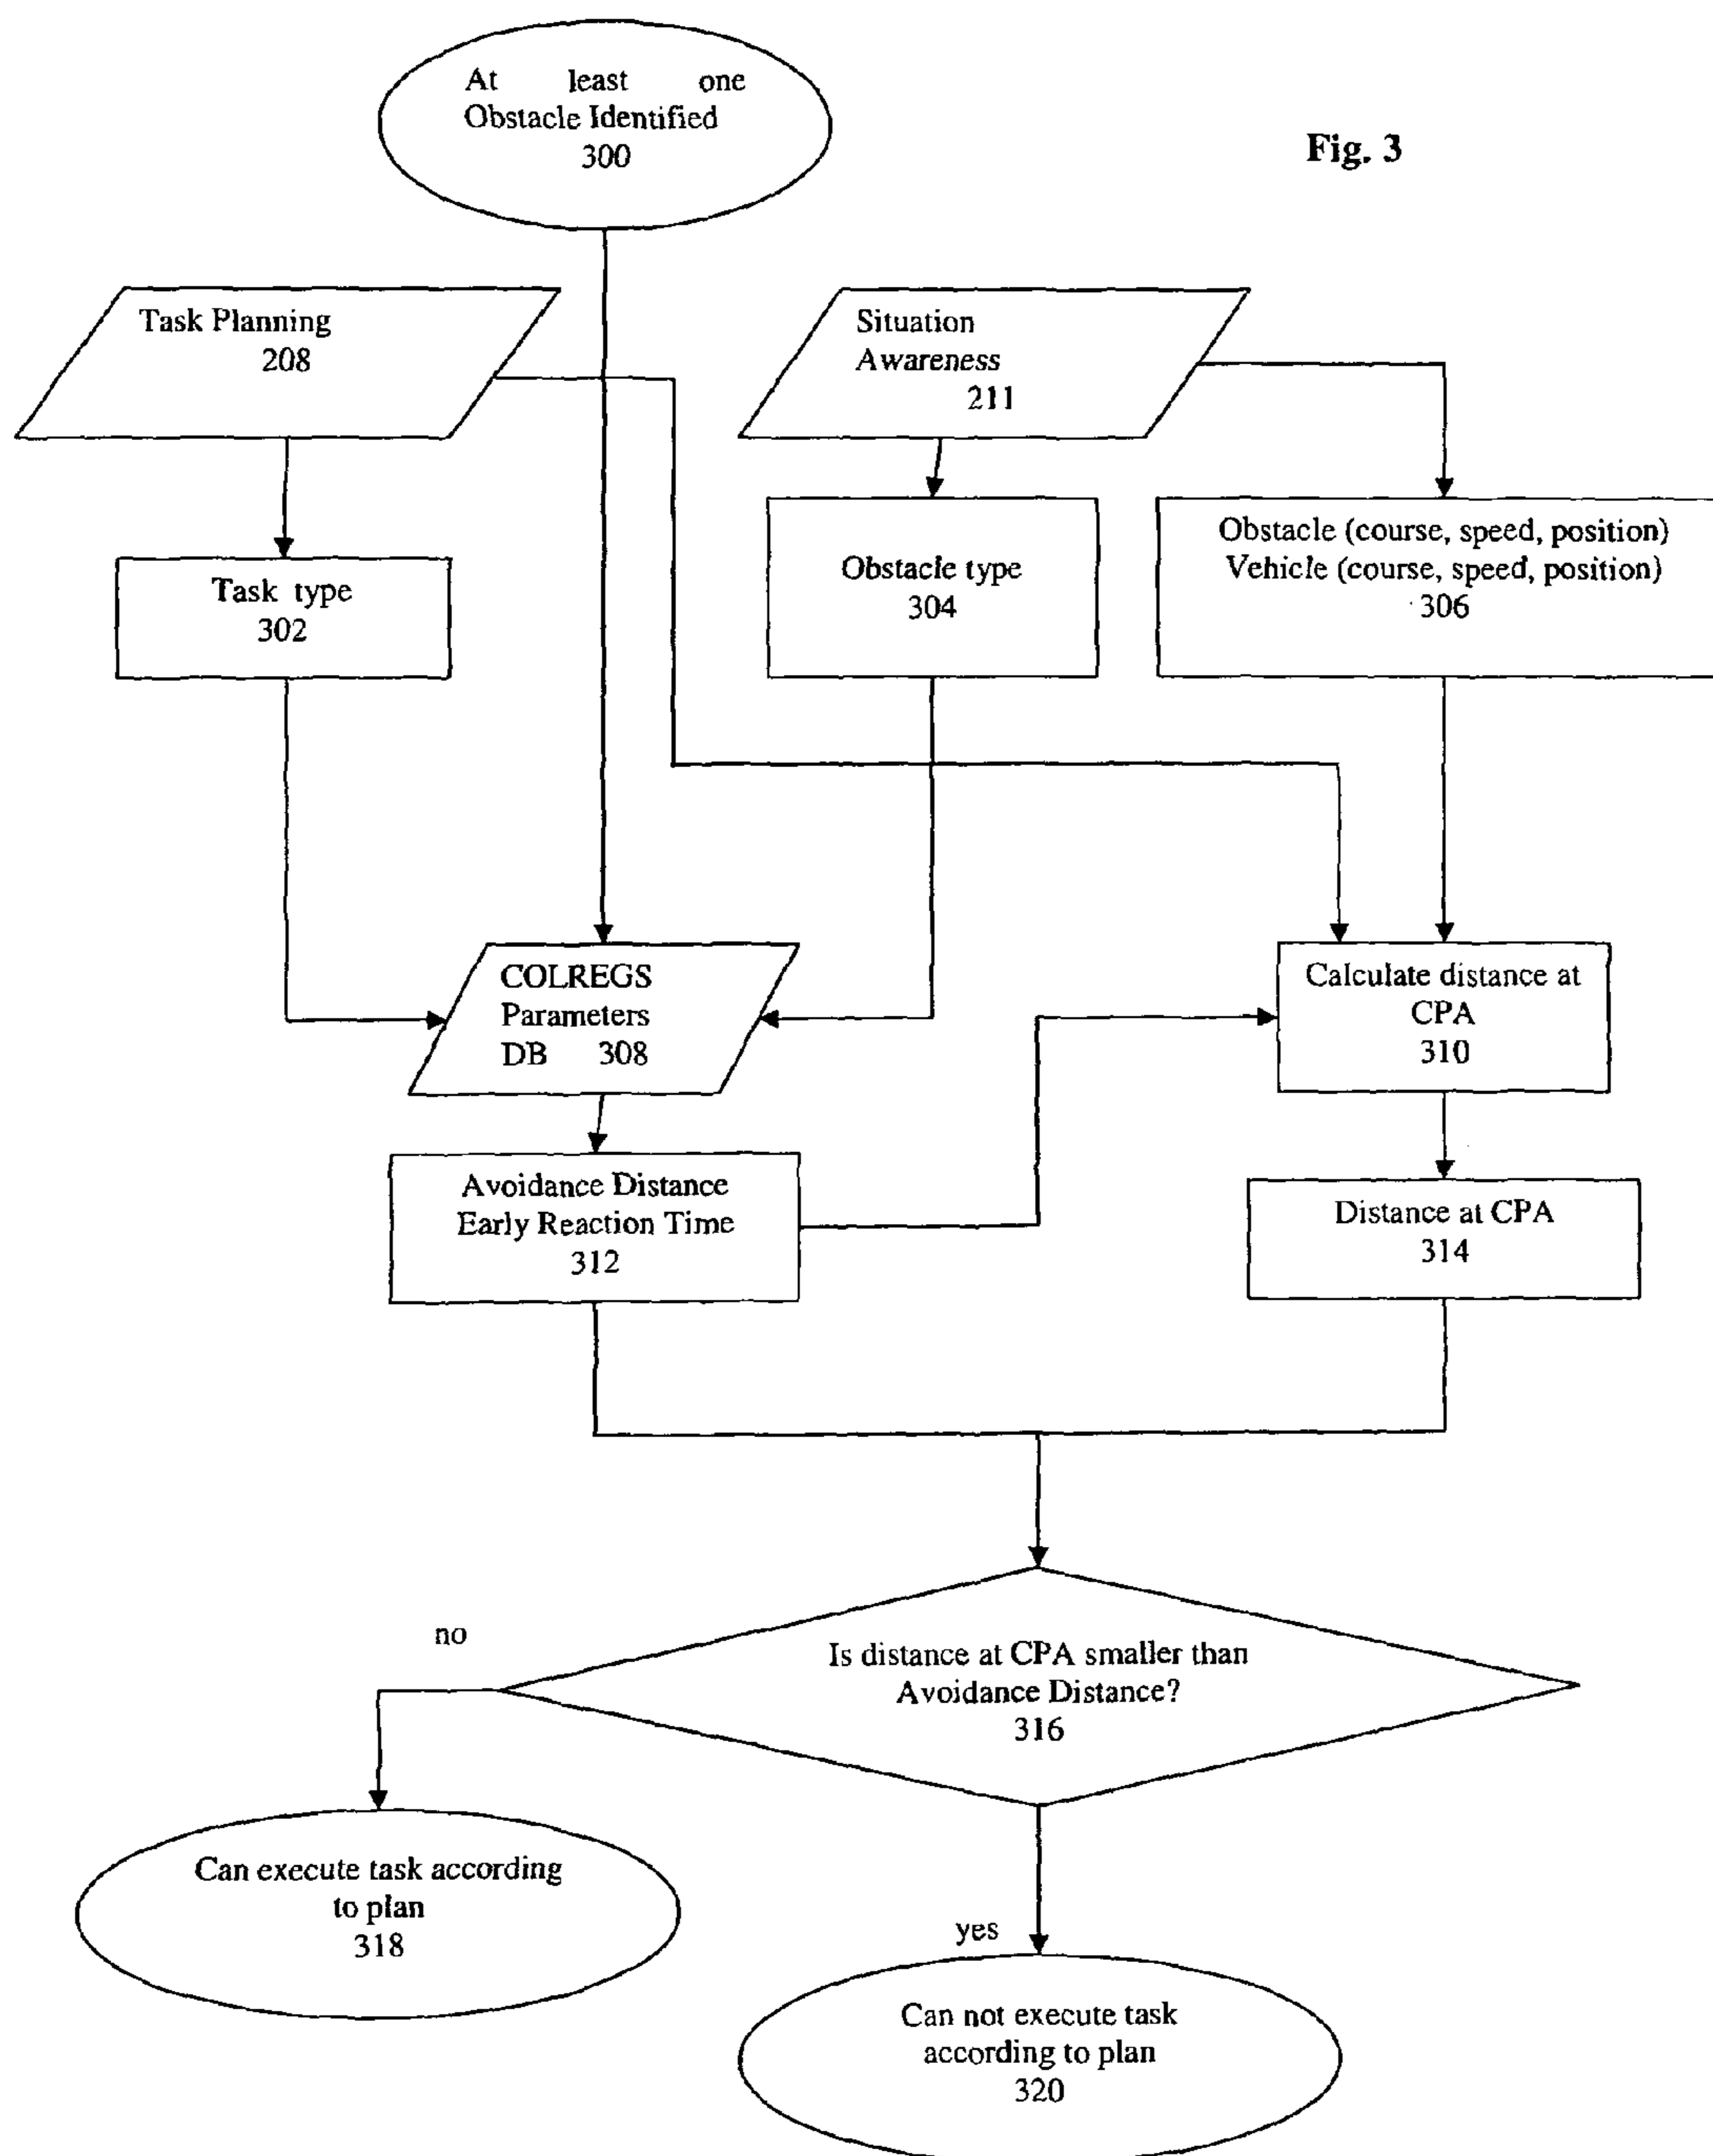 At least one
Obstacle Identified
300
Fig. 3
Task Planning
208
Situation
Awareness
211
Task type
302
Obstacle type
304
Obstacle (course, speed, position)
Vehicle (course, speed, position)
306
COLREGS
Parameters
DB 308
Calculate distance at
CPA
310
Avoidance Distance
Early Reaction Time
312
Distance at CPA
314
Is distance at CPA smaller than
Avoidance Distance?
316
no
yes
Can execute task according
to plan
318
Can not execute task
according to plan
320